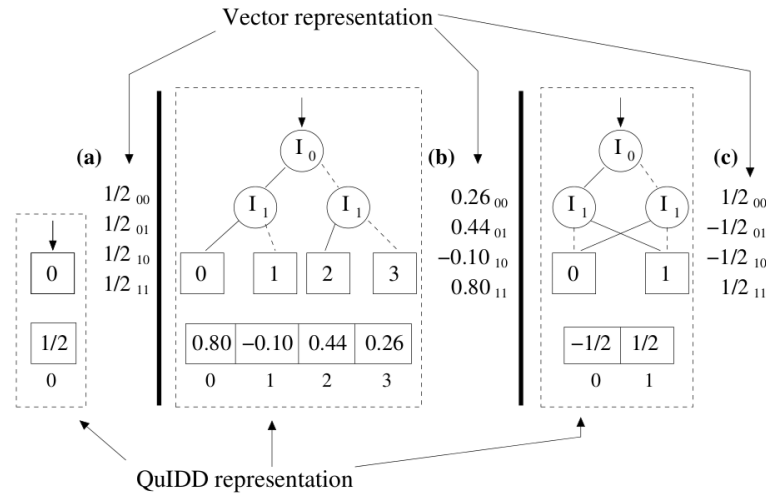 Vector representation
(a)
1/2 00
1/2 01
1/2 10
1/2 11
0
1/2
0
I 0
I 1
I 1
0 1 2 3
0.80 −0.10 0.44 0.26
0 1 2 3
(b)
0.26 00
0.44 01
−0.10 10
0.80 11
I 0
I 1
I 1
0 1
−1/2 1/2
0 1
(c)
1/2 00
−1/2 01
−1/2 10
1/2 11
QuIDD representation